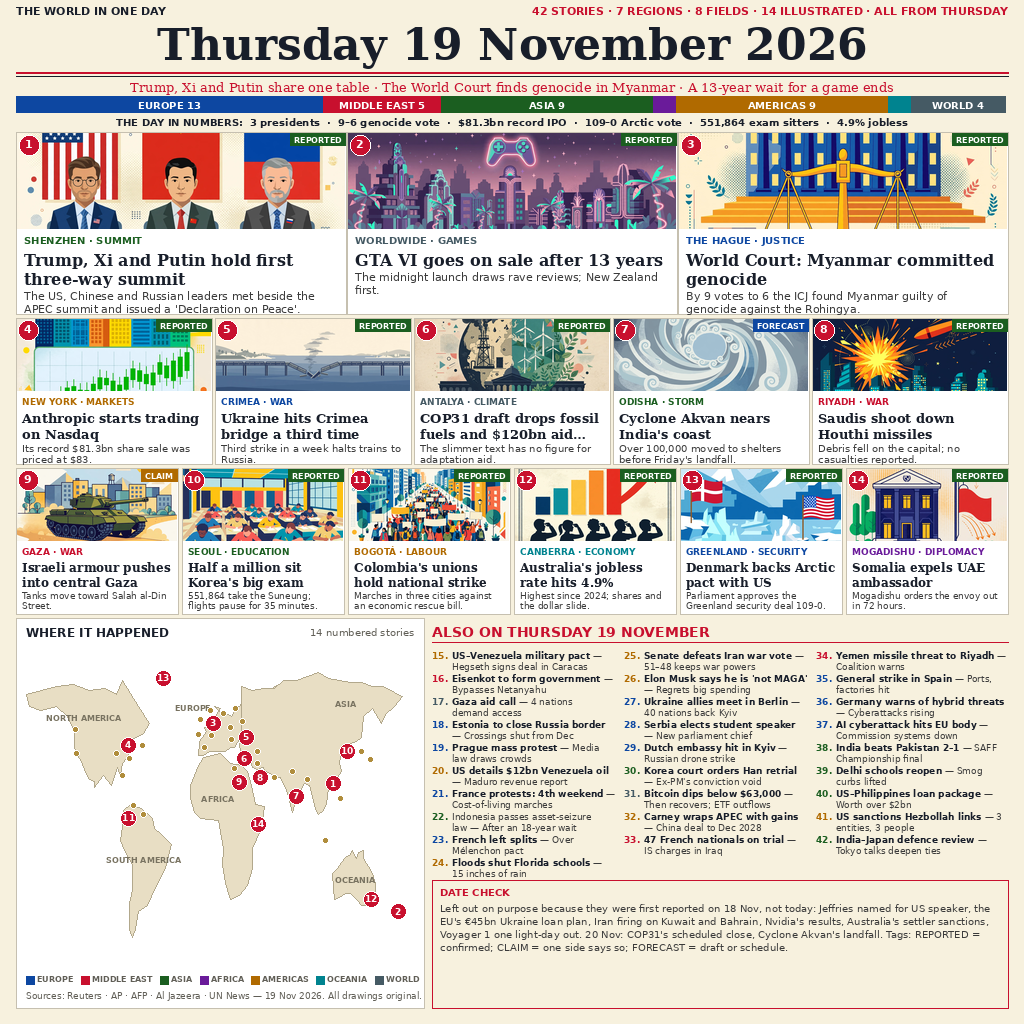 THE WORLD IN ONE DAY
42 STORIES · 7 REGIONS · 8 FIELDS · 14 ILLUSTRATED · ALL FROM THURSDAY
Thursday 19 November 2026
Trump, Xi and Putin share one table · The World Court finds genocide in Myanmar · A 13-year wait for a game ends
EUROPE 13
MIDDLE EAST 5
ASIA 9
AMERICAS 9
WORLD 4
THE DAY IN NUMBERS: 3 presidents · 9–6 genocide vote · $81.3bn record IPO · 109–0 Arctic vote · 551,864 exam sitters · 4.9% jobless
1
REPORTED
SHENZHEN · SUMMIT
Trump, Xi and Putin hold first
three-way summit
The US, Chinese and Russian leaders met beside the
APEC summit and issued a 'Declaration on Peace'.
2
REPORTED
WORLDWIDE · GAMES
GTA VI goes on sale after 13 years
The midnight launch draws rave reviews; New Zealand
first.
3
REPORTED
THE HAGUE · JUSTICE
World Court: Myanmar committed
genocide
By 9 votes to 6 the ICJ found Myanmar guilty of
genocide against the Rohingya.
4
REPORTED
NEW YORK · MARKETS
Anthropic starts trading
on Nasdaq
Its record $81.3bn share sale was
priced at $83.
5
REPORTED
CRIMEA · WAR
Ukraine hits Crimea
bridge a third time
Third strike in a week halts trains to
Russia.
6
REPORTED
ANTALYA · CLIMATE
COP31 draft drops fossil
fuels and $120bn aid...
The slimmer text has no figure for
adaptation aid.
7
FORECAST
ODISHA · STORM
Cyclone Akvan nears
India's coast
Over 100,000 moved to shelters
before Friday's landfall.
8
REPORTED
RIYADH · WAR
Saudis shoot down
Houthi missiles
Debris fell on the capital; no
casualties reported.
9
CLAIM
GAZA · WAR
Israeli armour pushes
into central Gaza
Tanks move toward Salah al-Din
Street.
10
REPORTED
SEOUL · EDUCATION
Half a million sit
Korea's big exam
551,864 take the Suneung;
flights pause for 35 minutes.
11
REPORTED
BOGOTÁ · LABOUR
Colombia's unions
hold national strike
Marches in three cities against
an economic rescue bill.
12
REPORTED
CANBERRA · ECONOMY
Australia's jobless
rate hits 4.9%
Highest since 2024; shares and
the dollar slide.
13
REPORTED
GREENLAND · SECURITY
Denmark backs Arctic
pact with US
Parliament approves the
Greenland security deal 109-0.
14
REPORTED
MOGADISHU · DIPLOMACY
Somalia expels UAE
ambassador
Mogadishu orders the envoy out
in 72 hours.
WHERE IT HAPPENED
14 numbered stories
NORTH AMERICA
EUROPE
ASIA
AFRICA
SOUTH AMERICA
OCEANIA
13
3
4
5
10
6
9
8
1
7
11
14
12
2
EUROPE
MIDDLE EAST
ASIA
AFRICA
AMERICAS
OCEANIA
WORLD
Sources: Reuters · AP · AFP · Al Jazeera · UN News — 19 Nov 2026. All drawings original.
ALSO ON THURSDAY 19 NOVEMBER
15. US–Venezuela military pact —
Hegseth signs deal in Caracas
16. Eisenkot to form government —
Bypasses Netanyahu
17. Gaza aid call — 4 nations
demand access
18. Estonia to close Russia border
— Crossings shut from Dec
19. Prague mass protest — Media
law draws crowds
20. US details $12bn Venezuela oil
— Maduro revenue report
21. France protests: 4th weekend —
Cost-of-living marches
22. Indonesia passes asset-seizure
law — After an 18-year wait
23. French left splits — Over
Mélenchon pact
24. Floods shut Florida schools —
15 inches of rain
25. Senate defeats Iran war vote —
51–48 keeps war powers
26. Elon Musk says he is 'not MAGA'
— Regrets big spending
27. Ukraine allies meet in Berlin —
40 nations back Kyiv
28. Serbia elects student speaker
— New parliament chief
29. Dutch embassy hit in Kyiv —
Russian drone strike
30. Korea court orders Han retrial
— Ex-PM's conviction void
31. Bitcoin dips below $63,000 —
Then recovers; ETF outflows
32. Carney wraps APEC with gains
— China deal to Dec 2028
33. 47 French nationals on trial —
IS charges in Iraq
34. Yemen missile threat to Riyadh —
Coalition warns
35. General strike in Spain — Ports,
factories hit
36. Germany warns of hybrid threats
— Cyberattacks rising
37. AI cyberattack hits EU body —
Commission systems down
38. India beats Pakistan 2–1 — SAFF
Championship final
39. Delhi schools reopen — Smog
curbs lifted
40. US–Philippines loan package —
Worth over $2bn
41. US sanctions Hezbollah links — 3
entities, 3 people
42. India–Japan defence review —
Tokyo talks deepen ties
DATE CHECK
Left out on purpose because they were first reported on 18 Nov, not today: Jeffries named for US speaker, the
EU's €45bn Ukraine loan plan, Iran firing on Kuwait and Bahrain, Nvidia's results, Australia's settler sanctions,
Voyager 1 one light-day out. 20 Nov: COP31's scheduled close, Cyclone Akvan's landfall. Tags: REPORTED =
confirmed; CLAIM = one side says so; FORECAST = draft or schedule.